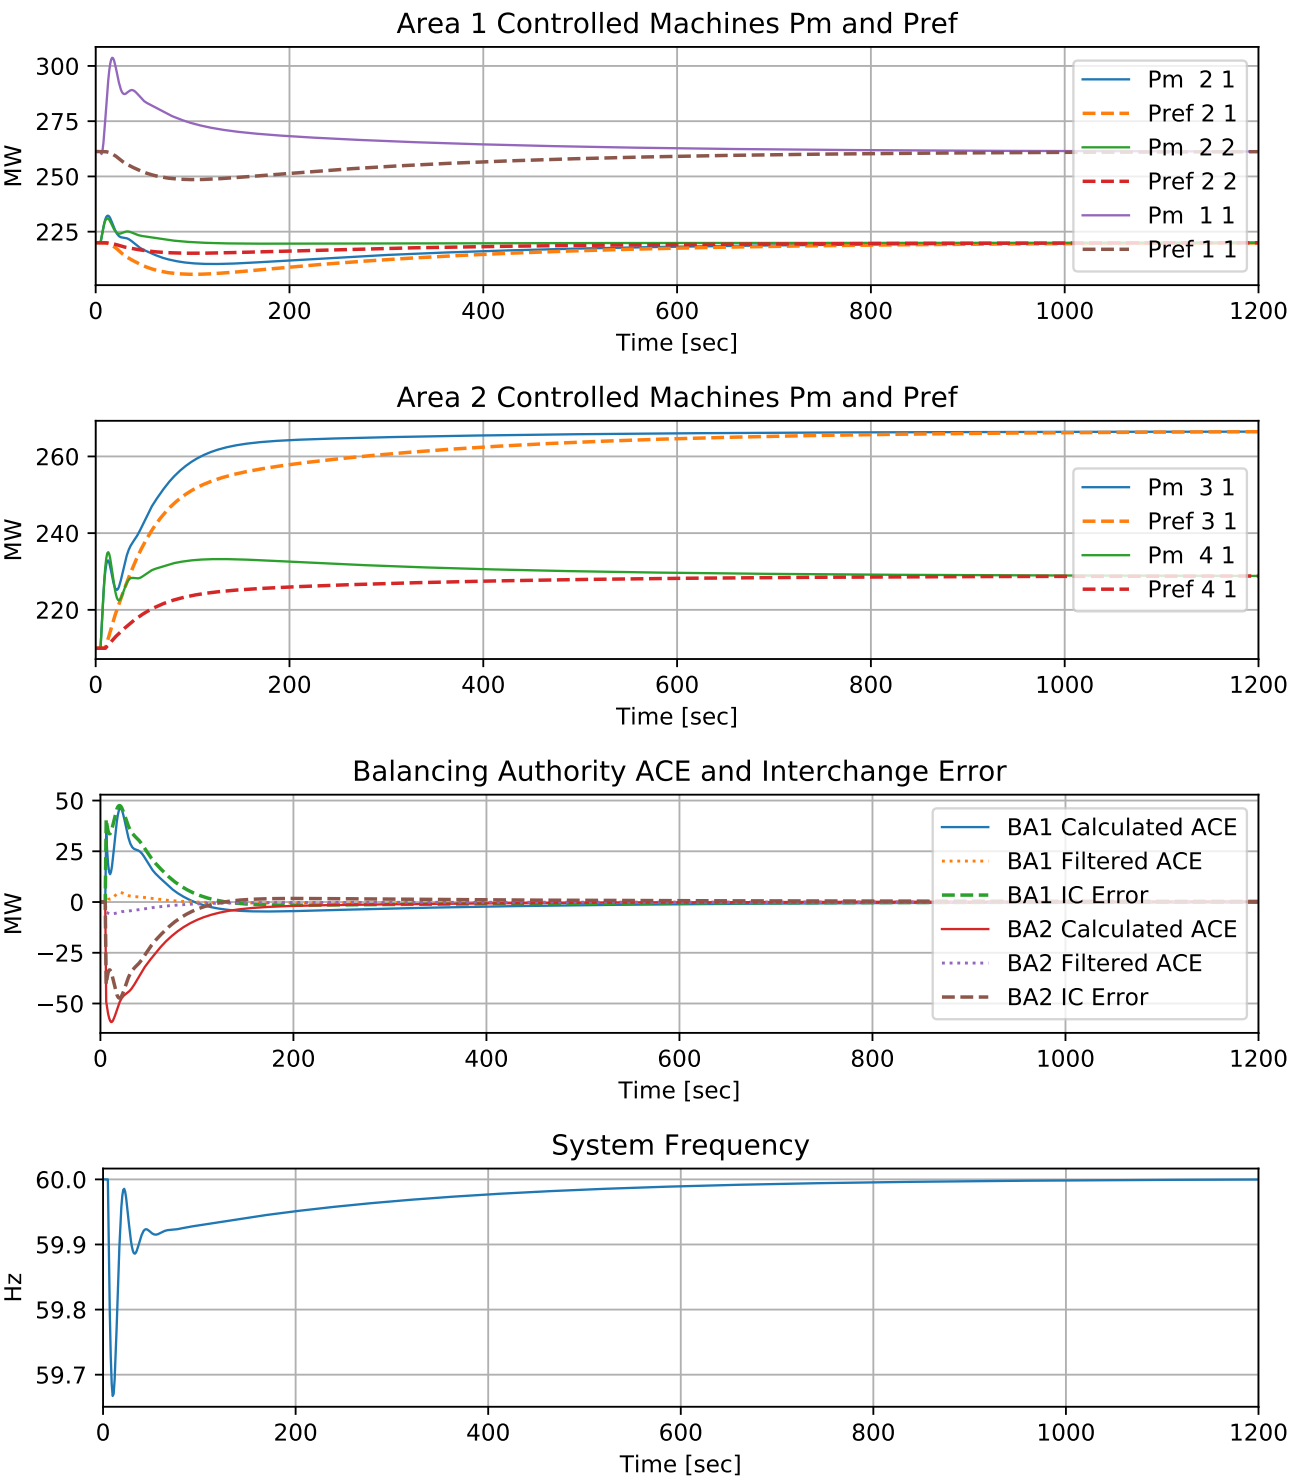 Area 1 Controlled Machines Pm and Pref
300
275
250
225
MW
Pm 2 1
Pref 2 1
Pm 2 2
Pref 2 2
Pm 1 1
Pref 1 1
0 200 400 600 800 1000 1200
Time [sec]
Area 2 Controlled Machines Pm and Pref
260
240
220
MW
Pm 3 1
Pref 3 1
Pm 4 1
Pref 4 1
0 200 400 600 800 1000 1200
Time [sec]
Balancing Authority ACE and Interchange Error
50
25
0
−25
−50
MW
BA1 Calculated ACE
BA1 Filtered ACE
BA1 IC Error
BA2 Calculated ACE
BA2 Filtered ACE
BA2 IC Error
0 200 400 600 800 1000 1200
Time [sec]
System Frequency
60.0
59.9
59.8
59.7
Hz
0 200 400 600 800 1000 1200
Time [sec]